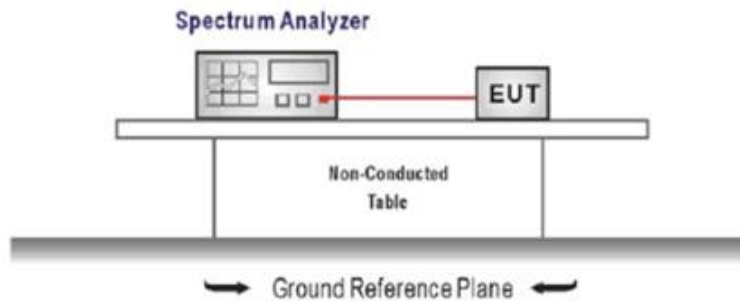 Spectrum Analyzer
EUT
Non-Conducted
Table
Ground Reference Plane